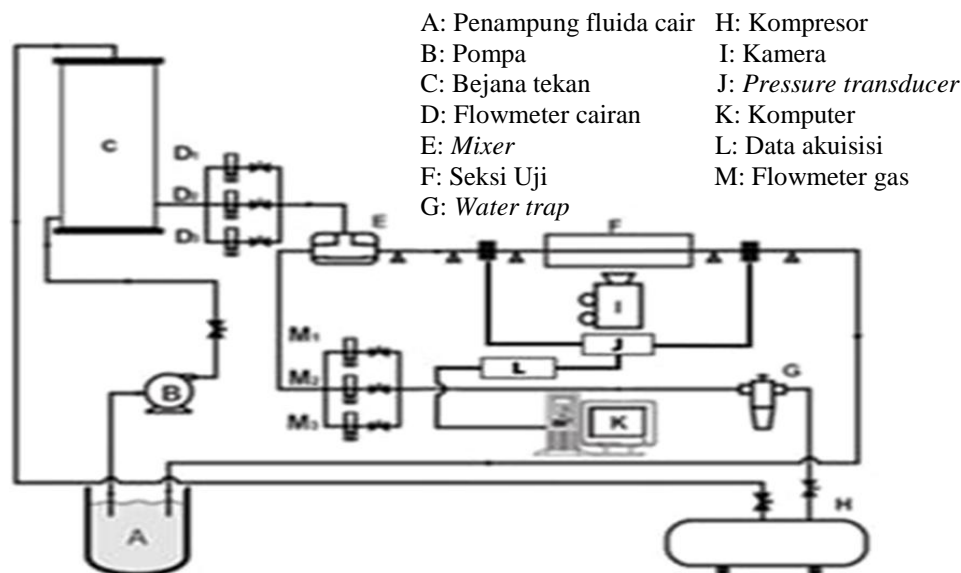 A: Penampung fluida cair H: Kompresor
B: Pompa I: Kamera
C: Bejana tekan J: Pressure transducer
D: Flowmeter cairan K: Komputer
E: Mixer L: Data akuisisi
F: Seksi Uji M: Flowmeter gas
G: Water trap
C
D1
D2
D3
E
F
I
J
L
M1
M2
M3
G
K
B
A
H